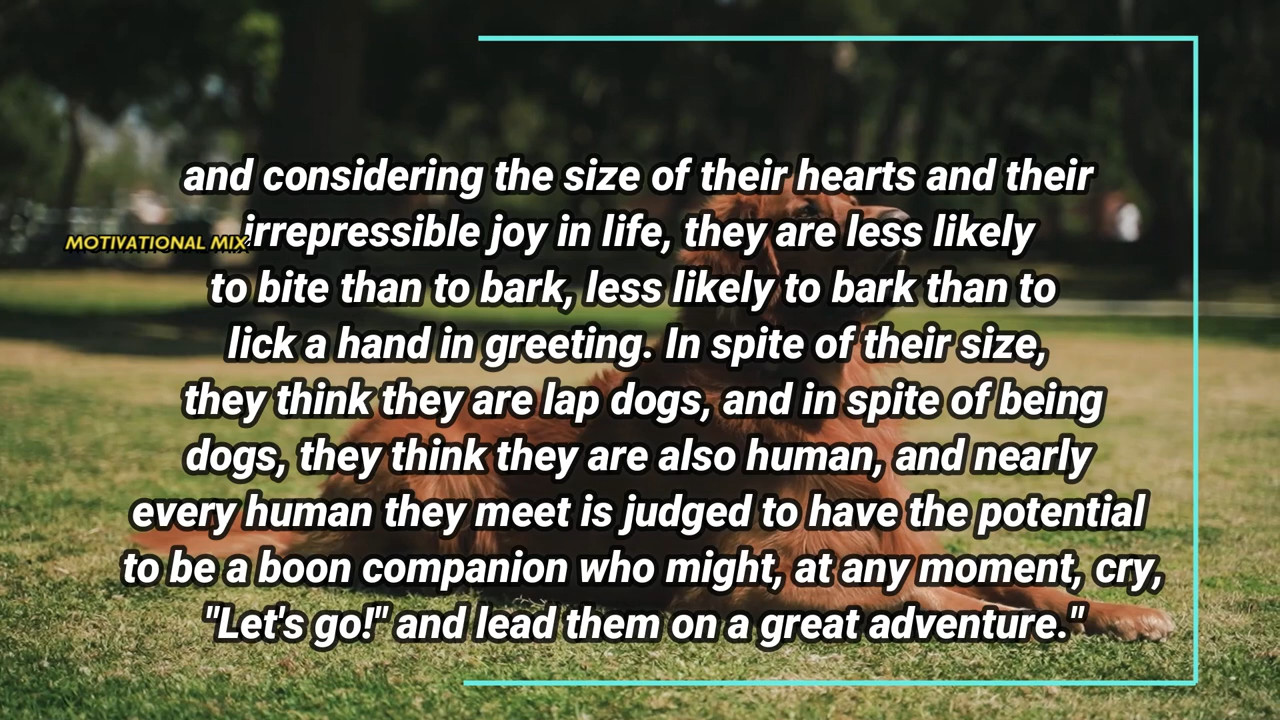 and considering the size of their hearts and their
MOTIVATIONAL MIX
irrepressible joy in life, they are less likely
to bite than to bark, less likely to bark than to
lick a hand in greeting. In spite of their size,
they think they are lap dogs, and in spite of being
dogs, they think they are also human, and nearly
every human they meet is judged to have the potential
to be a boon companion who might, at any moment, cry,
"Let's go!" and lead them on a great adventure."